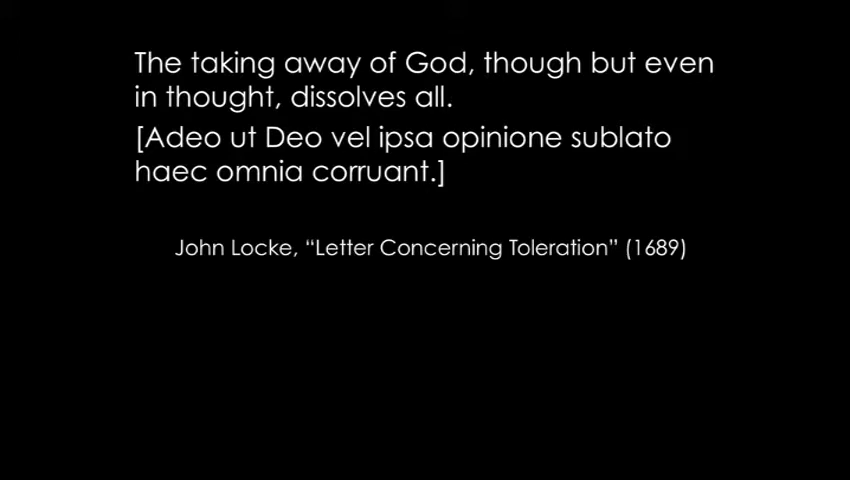 The taking away of God, though but even
in thought, dissolves all.
[Adeo ut Deo vel ipsa opinione sublato
haec omnia corruant.]
John Locke, “Letter Concerning Toleration” (1689)